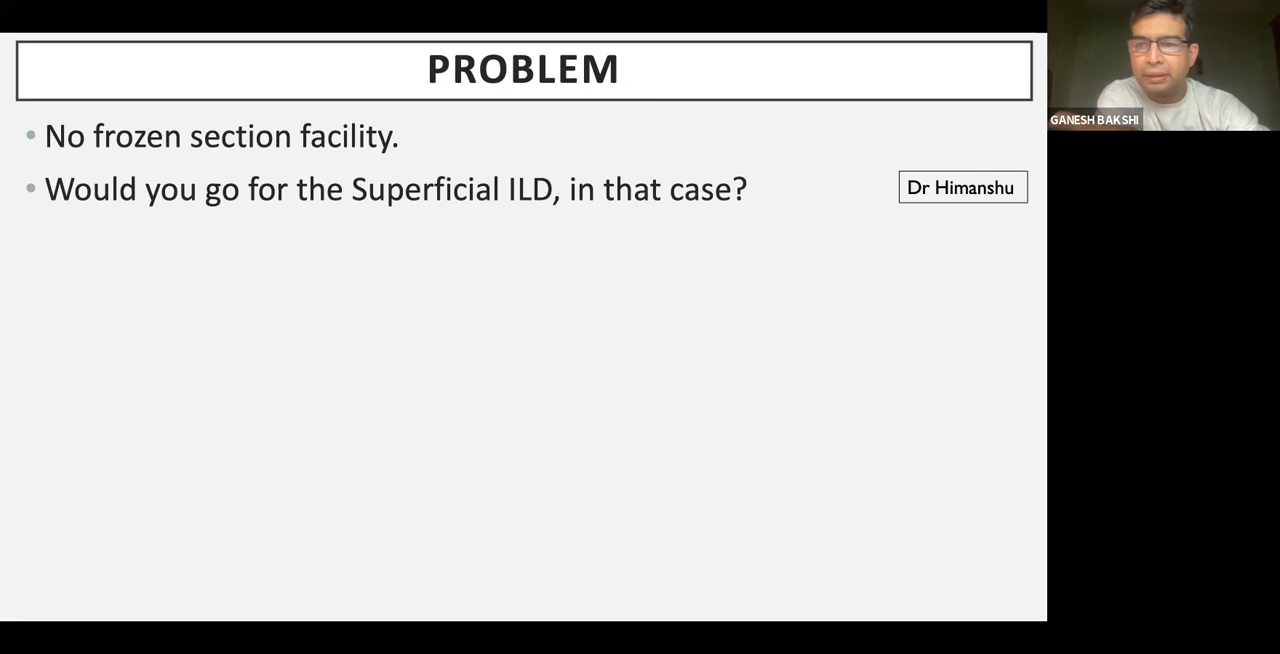 PROBLEM
• No frozen section facility.
• Would you go for the Superficial ILD, in that case?
Dr Himanshu
GANESH BAKSHI